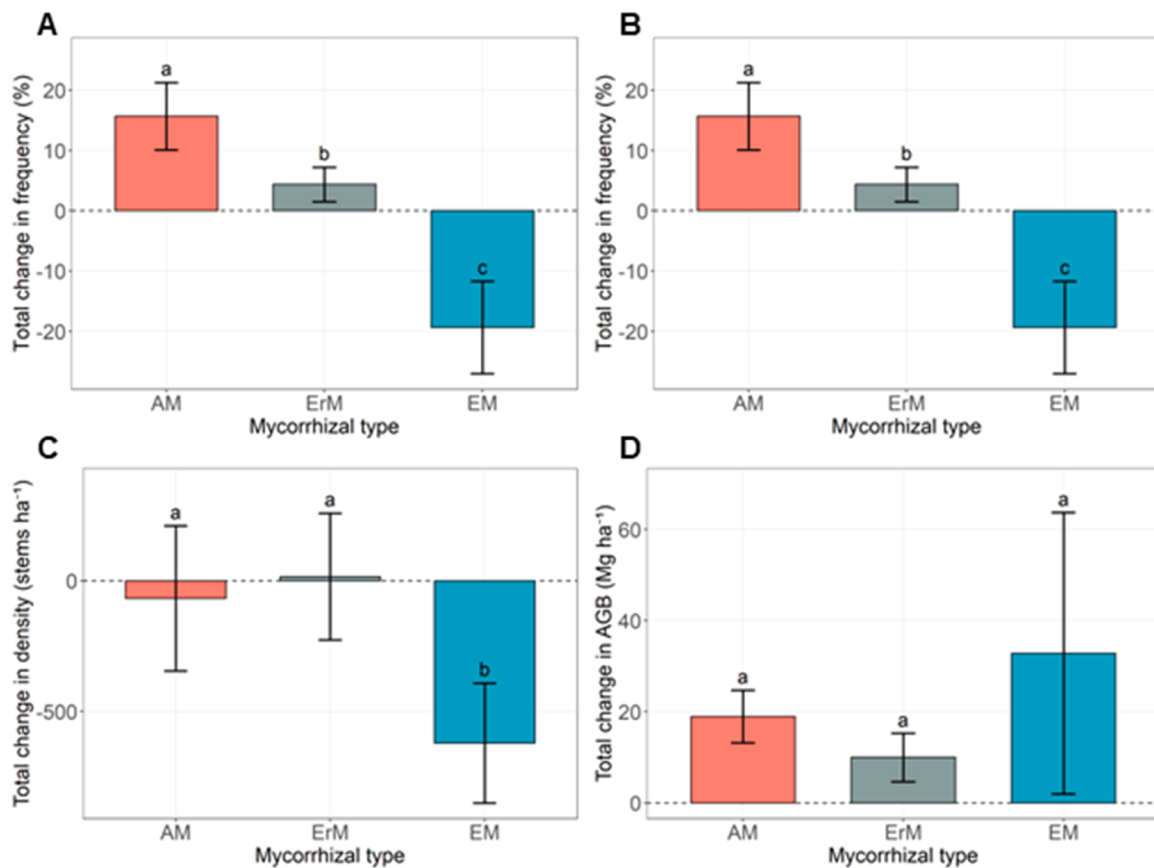 A
Total change in frequency (%)
20
10
0
-10
-20
a
b
c
AM ErM EM
Mycorrhizal type
B
Total change in frequency (%)
20
10
0
-10
-20
a
b
c
AM ErM EM
Mycorrhizal type
C
Total change in density (stems ha⁻¹)
0
-500
a
a
b
AM ErM EM
Mycorrhizal type
D
Total change in AGB (Mg ha⁻¹)
60
40
20
0
a
a
a
AM ErM EM
Mycorrhizal type